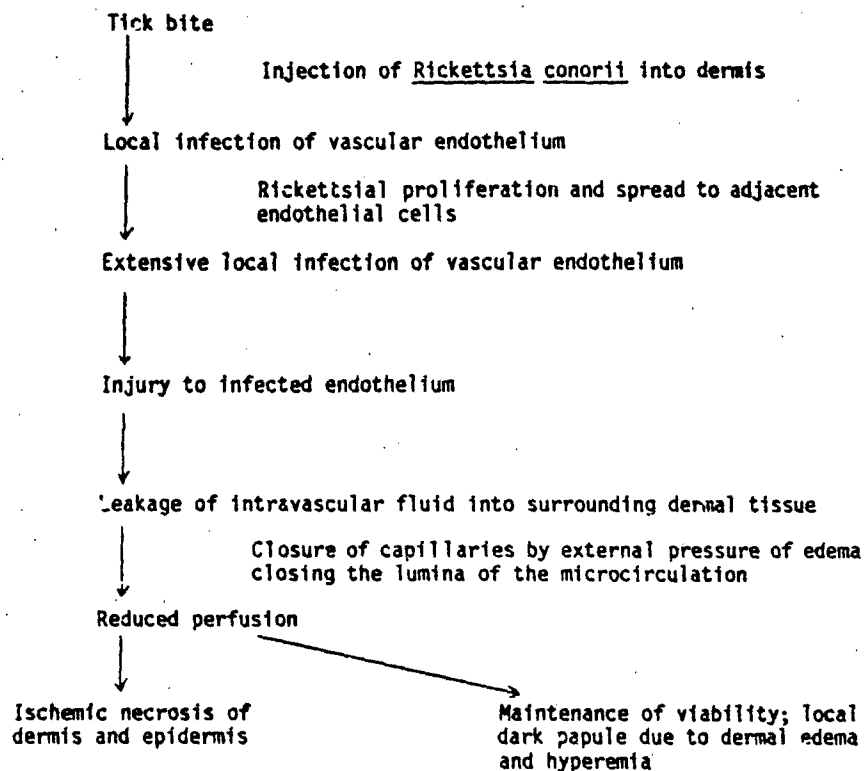 Tick bite
Injection of Rickettsia conorii into dermis
Local infection of vascular endothelium
Rickettsial proliferation and spread to adjacent
endothelial cells
Extensive local infection of vascular endothelium
Injury to infected endothelium
Leakage of intravascular fluid into surrounding dermal tissue
Closure of capillaries by external pressure of edema
closing the lumina of the microcirculation
Reduced perfusion
Ischemic necrosis of
dermis and epidermis
Maintenance of viability; local
dark papule due to dermal edema
and hyperemia